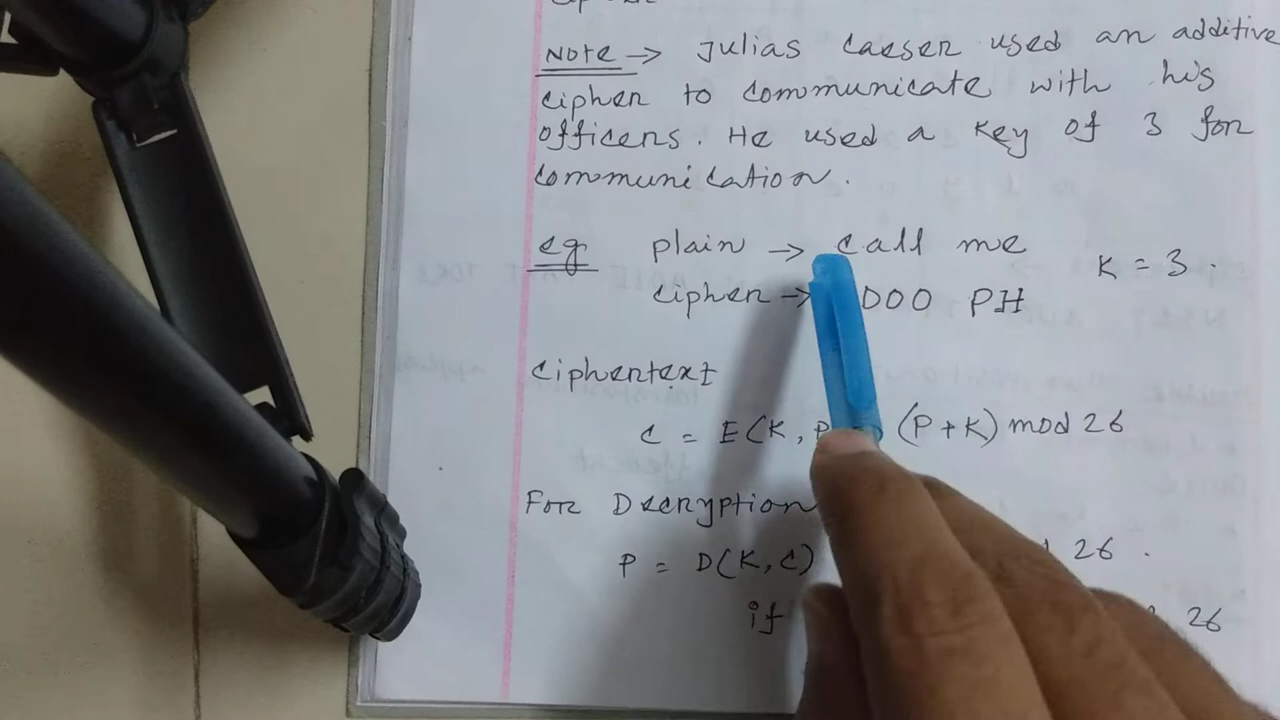 Note → Julias Caeser used an additive
cipher to communicate with his
officers. He used a key of 3 for
communication.
eg plain → call me K = 3.
cipher → DOO PH
Ciphertext
C = E(K, P (P+K) mod 26
For Decryption
P = D(K, C) 26.
if 26